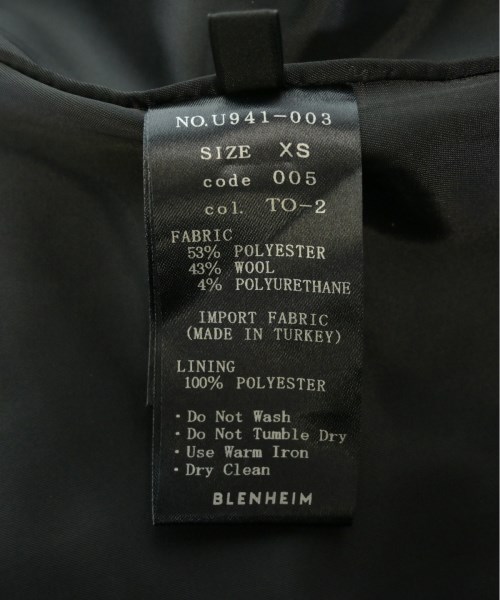 NO.U941-003
SIZE XS
code 005
col. TO-2
FABRIC
53% POLYESTER
43% WOOL
4% POLYURETHANE
IMPORT FABRIC
(MADE IN TURKEY)
LINING
100% POLYESTER
・Do Not Wash
・Do Not Tumble Dry
・Use Warm Iron
・Dry Clean
BLENHEIM